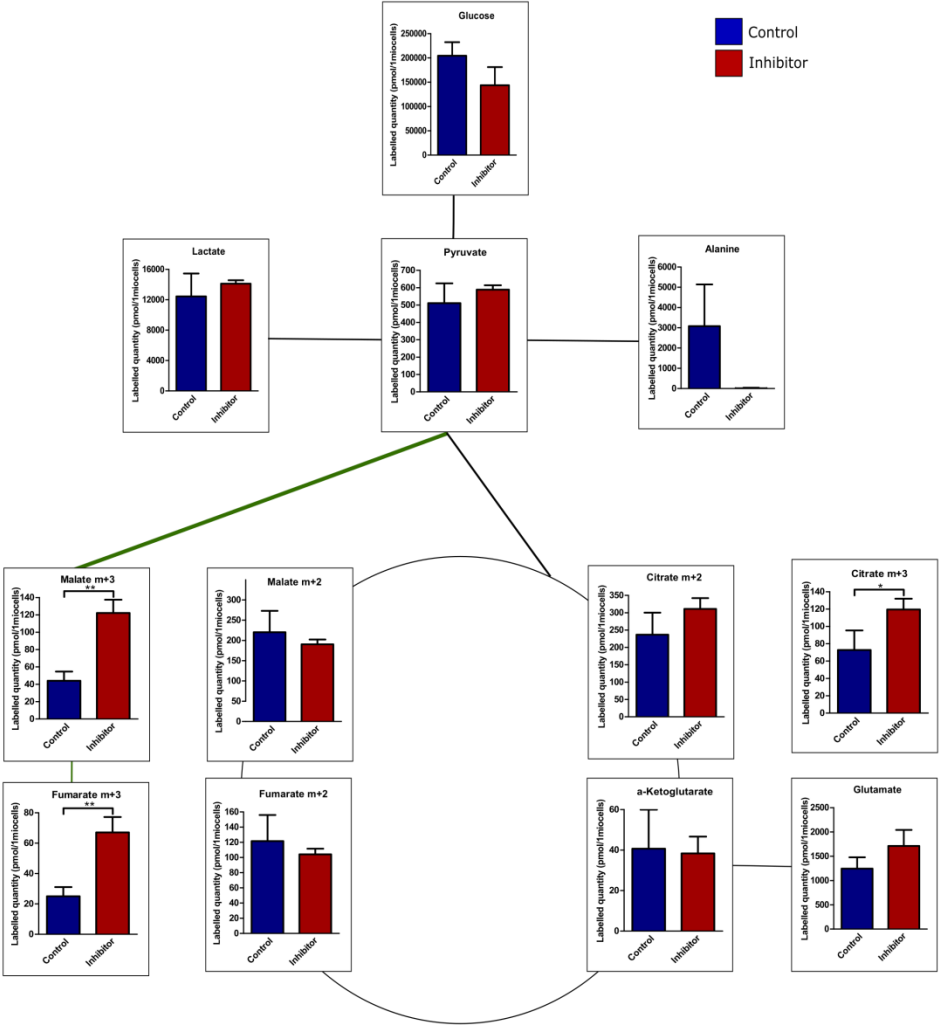 Glucose
Labelled quantity (pmol/1miocells)
250000
200000
150000
100000
50000
0
Control
Inhibitor
Control
Inhibitor
Lactate
Labelled quantity (pmol/1miocells)
16000
12000
8000
4000
0
Control
Inhibitor
Pyruvate
Labelled quantity (pmol/1miocells)
700
600
500
400
300
200
100
0
Control
Inhibitor
Alanine
Labelled quantity (pmol/1miocells)
6000
5000
4000
3000
2000
1000
0
Control
Inhibitor
Malate m+3
Labelled quantity (pmol/1miocells)
140
120
100
80
60
40
20
0
**
Control
Inhibitor
Malate m+2
Labelled quantity (pmol/1miocells)
300
250
200
150
100
50
0
Control
Inhibitor
Citrate m+2
Labelled quantity (pmol/1miocells)
350
300
250
200
150
100
50
0
Control
Inhibitor
Citrate m+3
Labelled quantity (pmol/1miocells)
140
120
100
80
60
40
20
0
*
Control
Inhibitor
Fumarate m+3
Labelled quantity (pmol/1miocells)
80
60
40
20
0
**
Control
Inhibitor
Fumarate m+2
Labelled quantity (pmol/1miocells)
140
120
100
80
60
40
20
0
Control
Inhibitor
a-Ketoglutarate
Labelled quantity (pmol/1miocells)
60
40
20
0
Control
Inhibitor
Glutamate
Labelled quantity (pmol/1miocells)
2500
2000
1500
1000
500
0
Control
Inhibitor